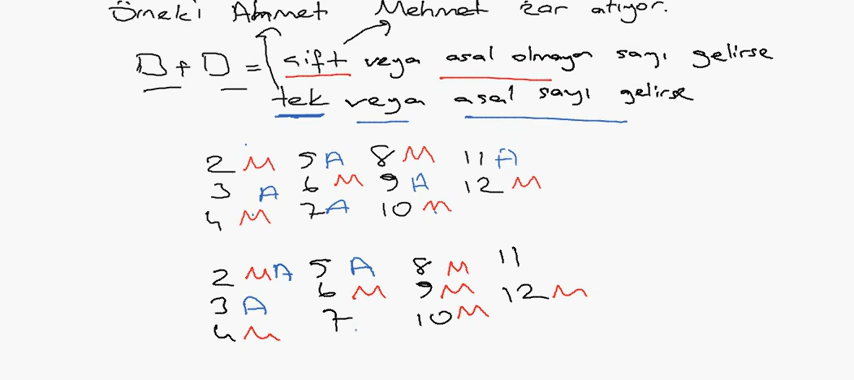 Örnek: Ahmet Mehmet zar atıyor.
D + D = çift veya asal olmayan sayı gelirse
tek veya asal sayı gelirse
2 M 5 A 8 M 11 A
3 A 6 M 9 A 12 M
4 M 7 A 10 M
2 MA 5 A 8 M 11
3 A 6 M 9 M 12 M
4 M 7 10 M